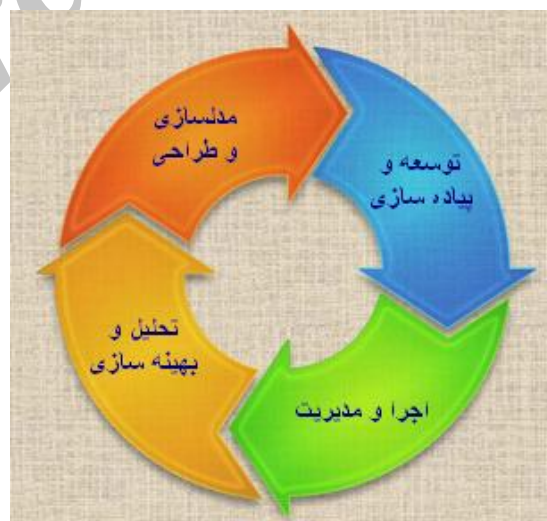 مدلسازی
و طراحی
توسعه و
پیاده سازی
اجرا و مدیریت
تحلیل و
بهینه سازی